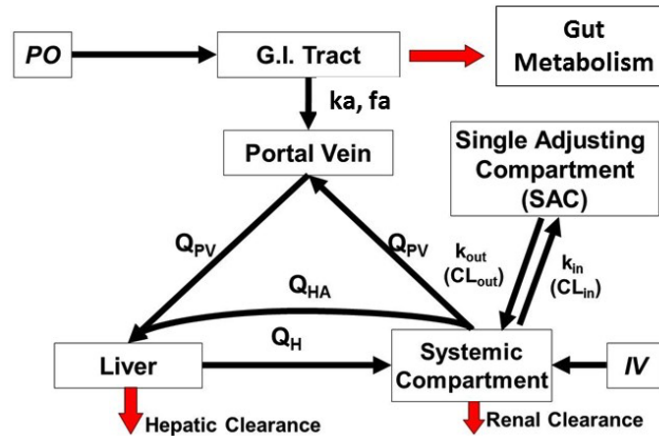 PO
G.I. Tract
Gut
Metabolism
ka, fa
Portal Vein
Single Adjusting
Compartment
(SAC)
QPV
QPV
kout
(CLout)
kin
(CLin)
QHA
QH
Liver
Systemic
Compartment
IV
Hepatic Clearance
Renal Clearance